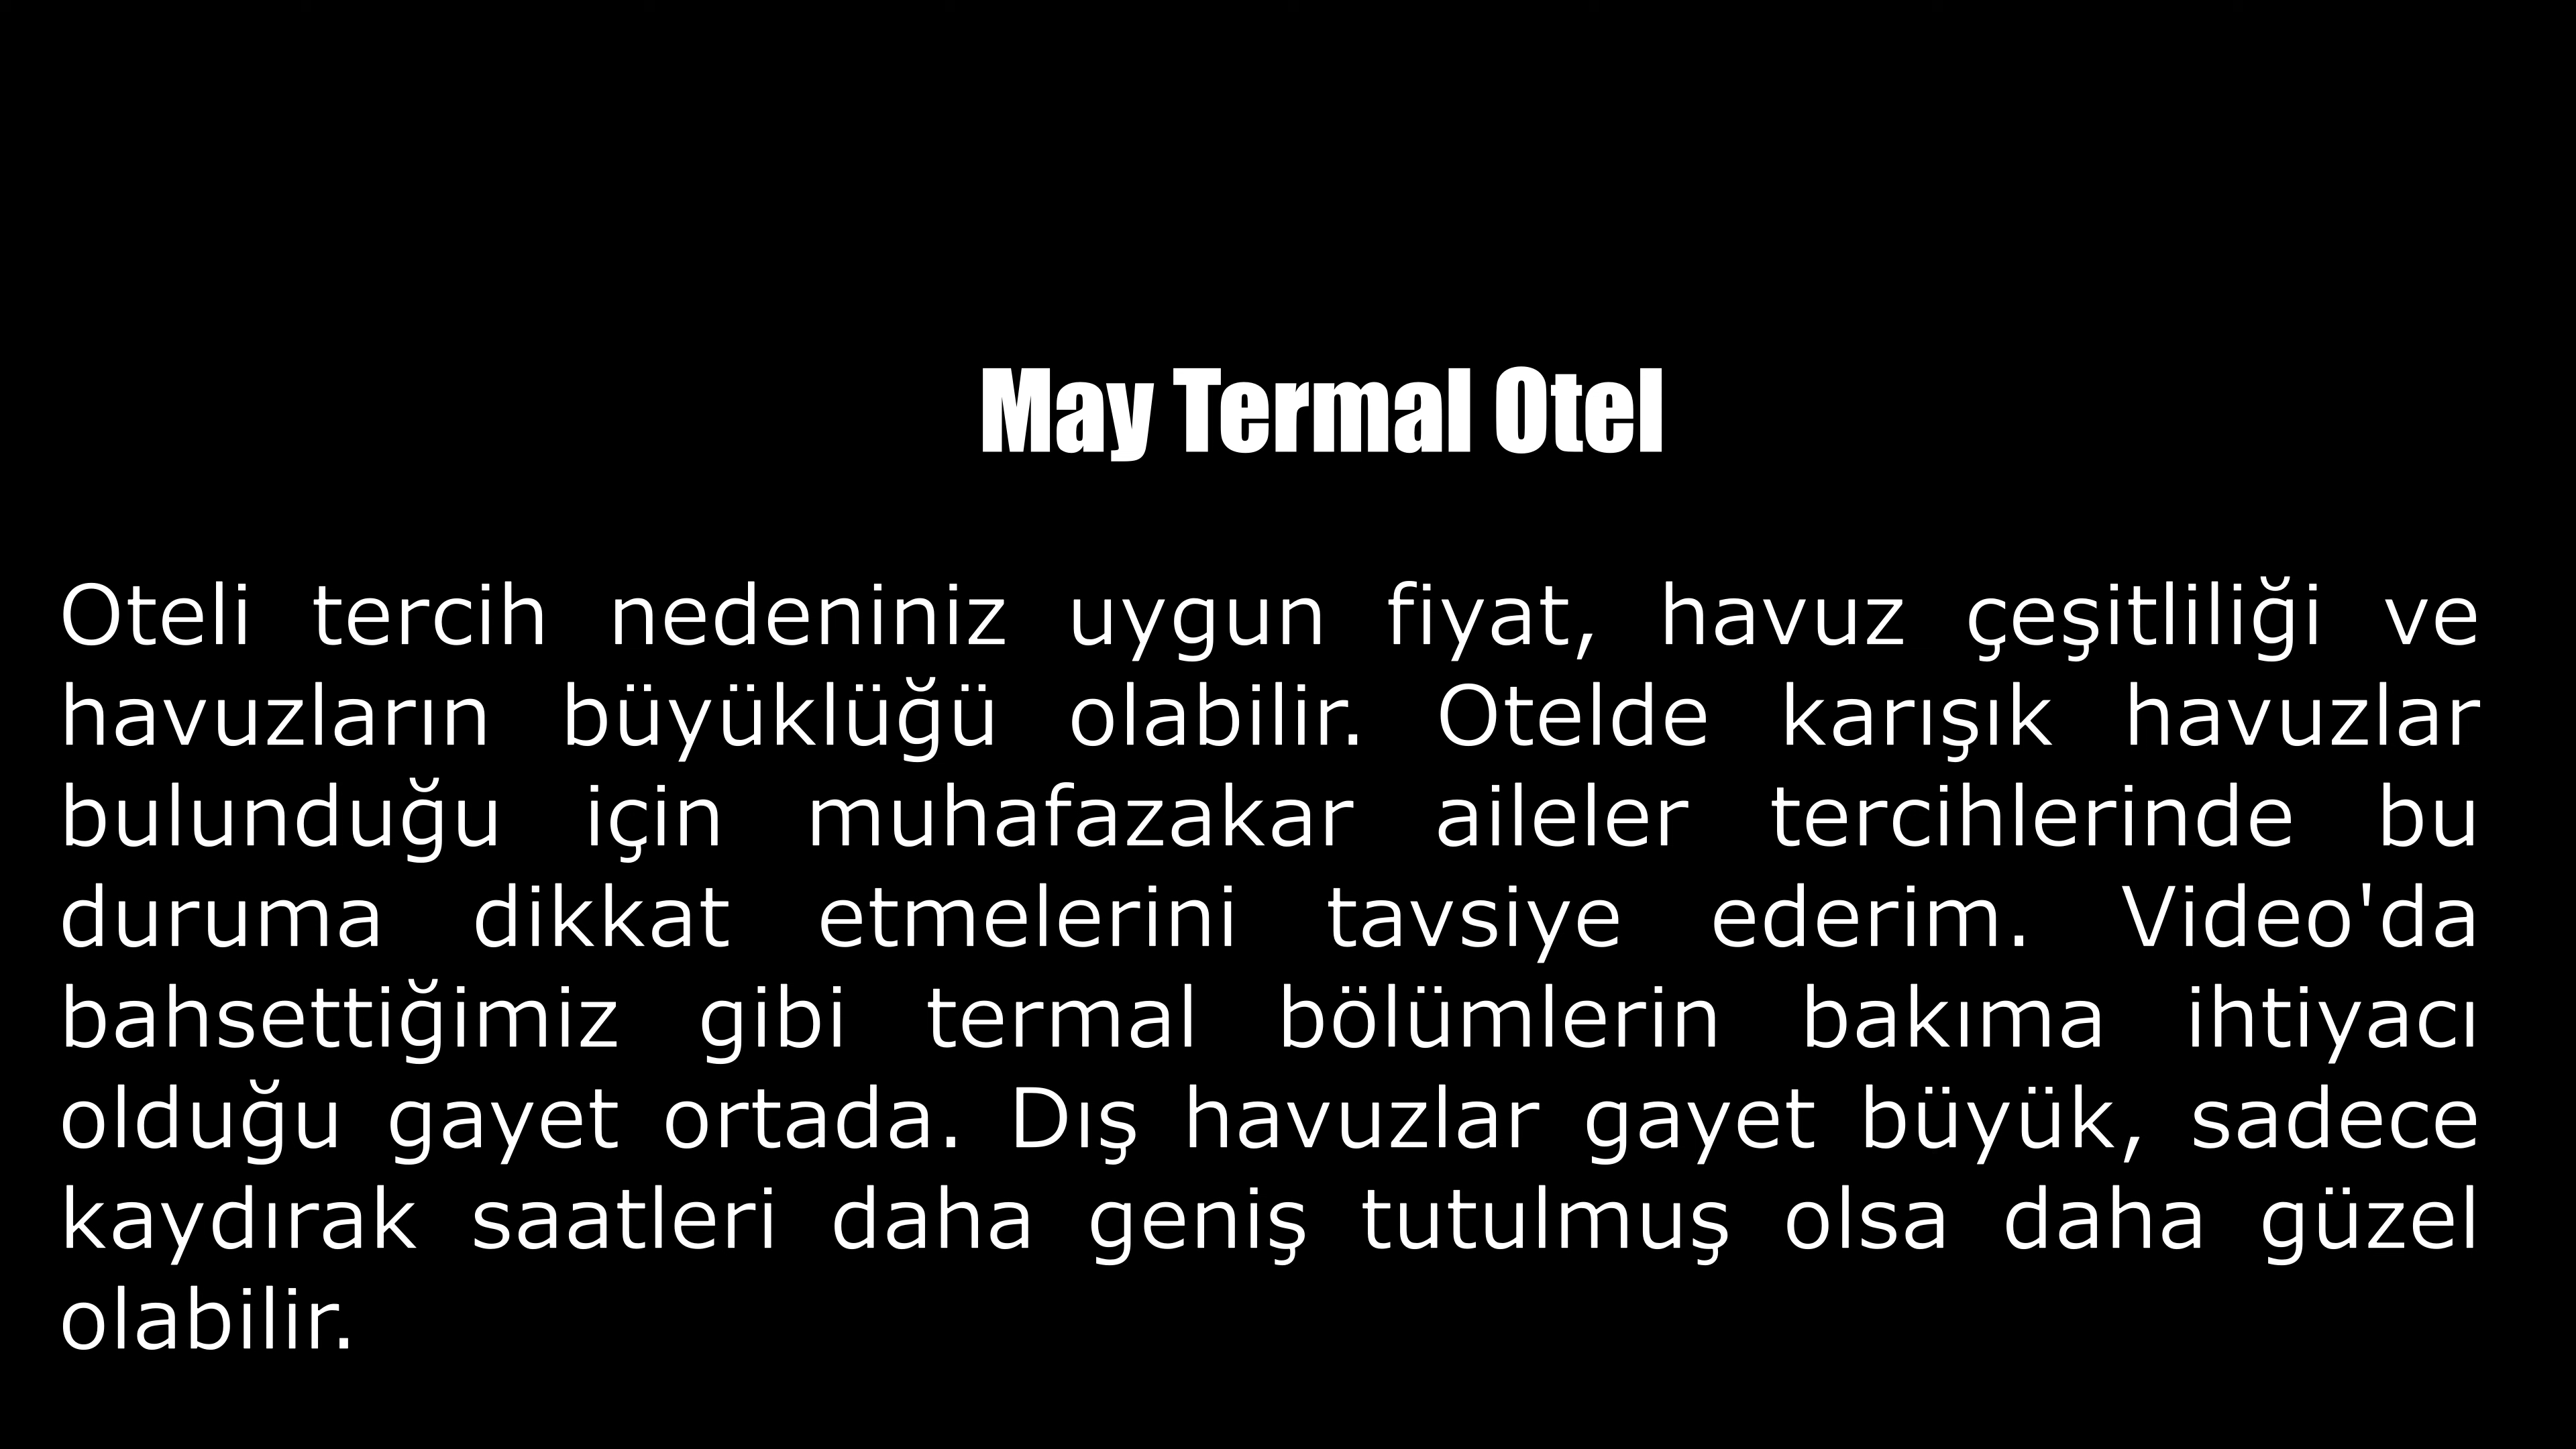 May Termal Otel
Oteli tercih nedeniniz uygun fiyat, havuz çeşitliliği ve
havuzların büyüklüğü olabilir. Otelde karışık havuzlar
bulunduğu için muhafazakar aileler tercihlerinde bu
duruma dikkat etmelerini tavsiye ederim. Video'da
bahsettiğimiz gibi termal bölümlerin bakıma ihtiyacı
olduğu gayet ortada. Dış havuzlar gayet büyük, sadece
kaydırak saatleri daha geniş tutulmuş olsa daha güzel
olabilir.